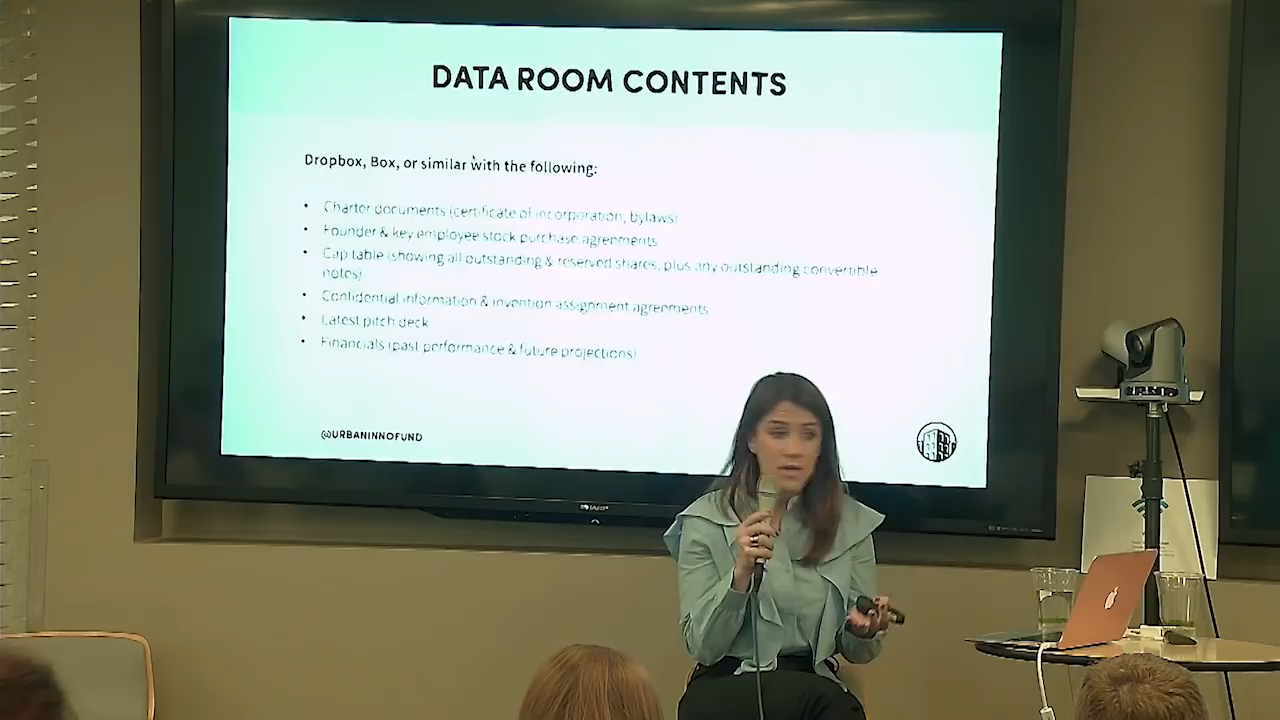 DATA ROOM CONTENTS
Dropbox, Box, or similar with the following:
• Charter documents (certificate of incorporation, bylaws)
• Founder & key employee stock purchase agreements
• Cap table (showing all outstanding & reserved shares, plus any outstanding convertible
notes)
• Confidential information & invention assignment agreements
• Latest pitch deck
• Financials (past performance & future projections)
@URBANINNOFUND